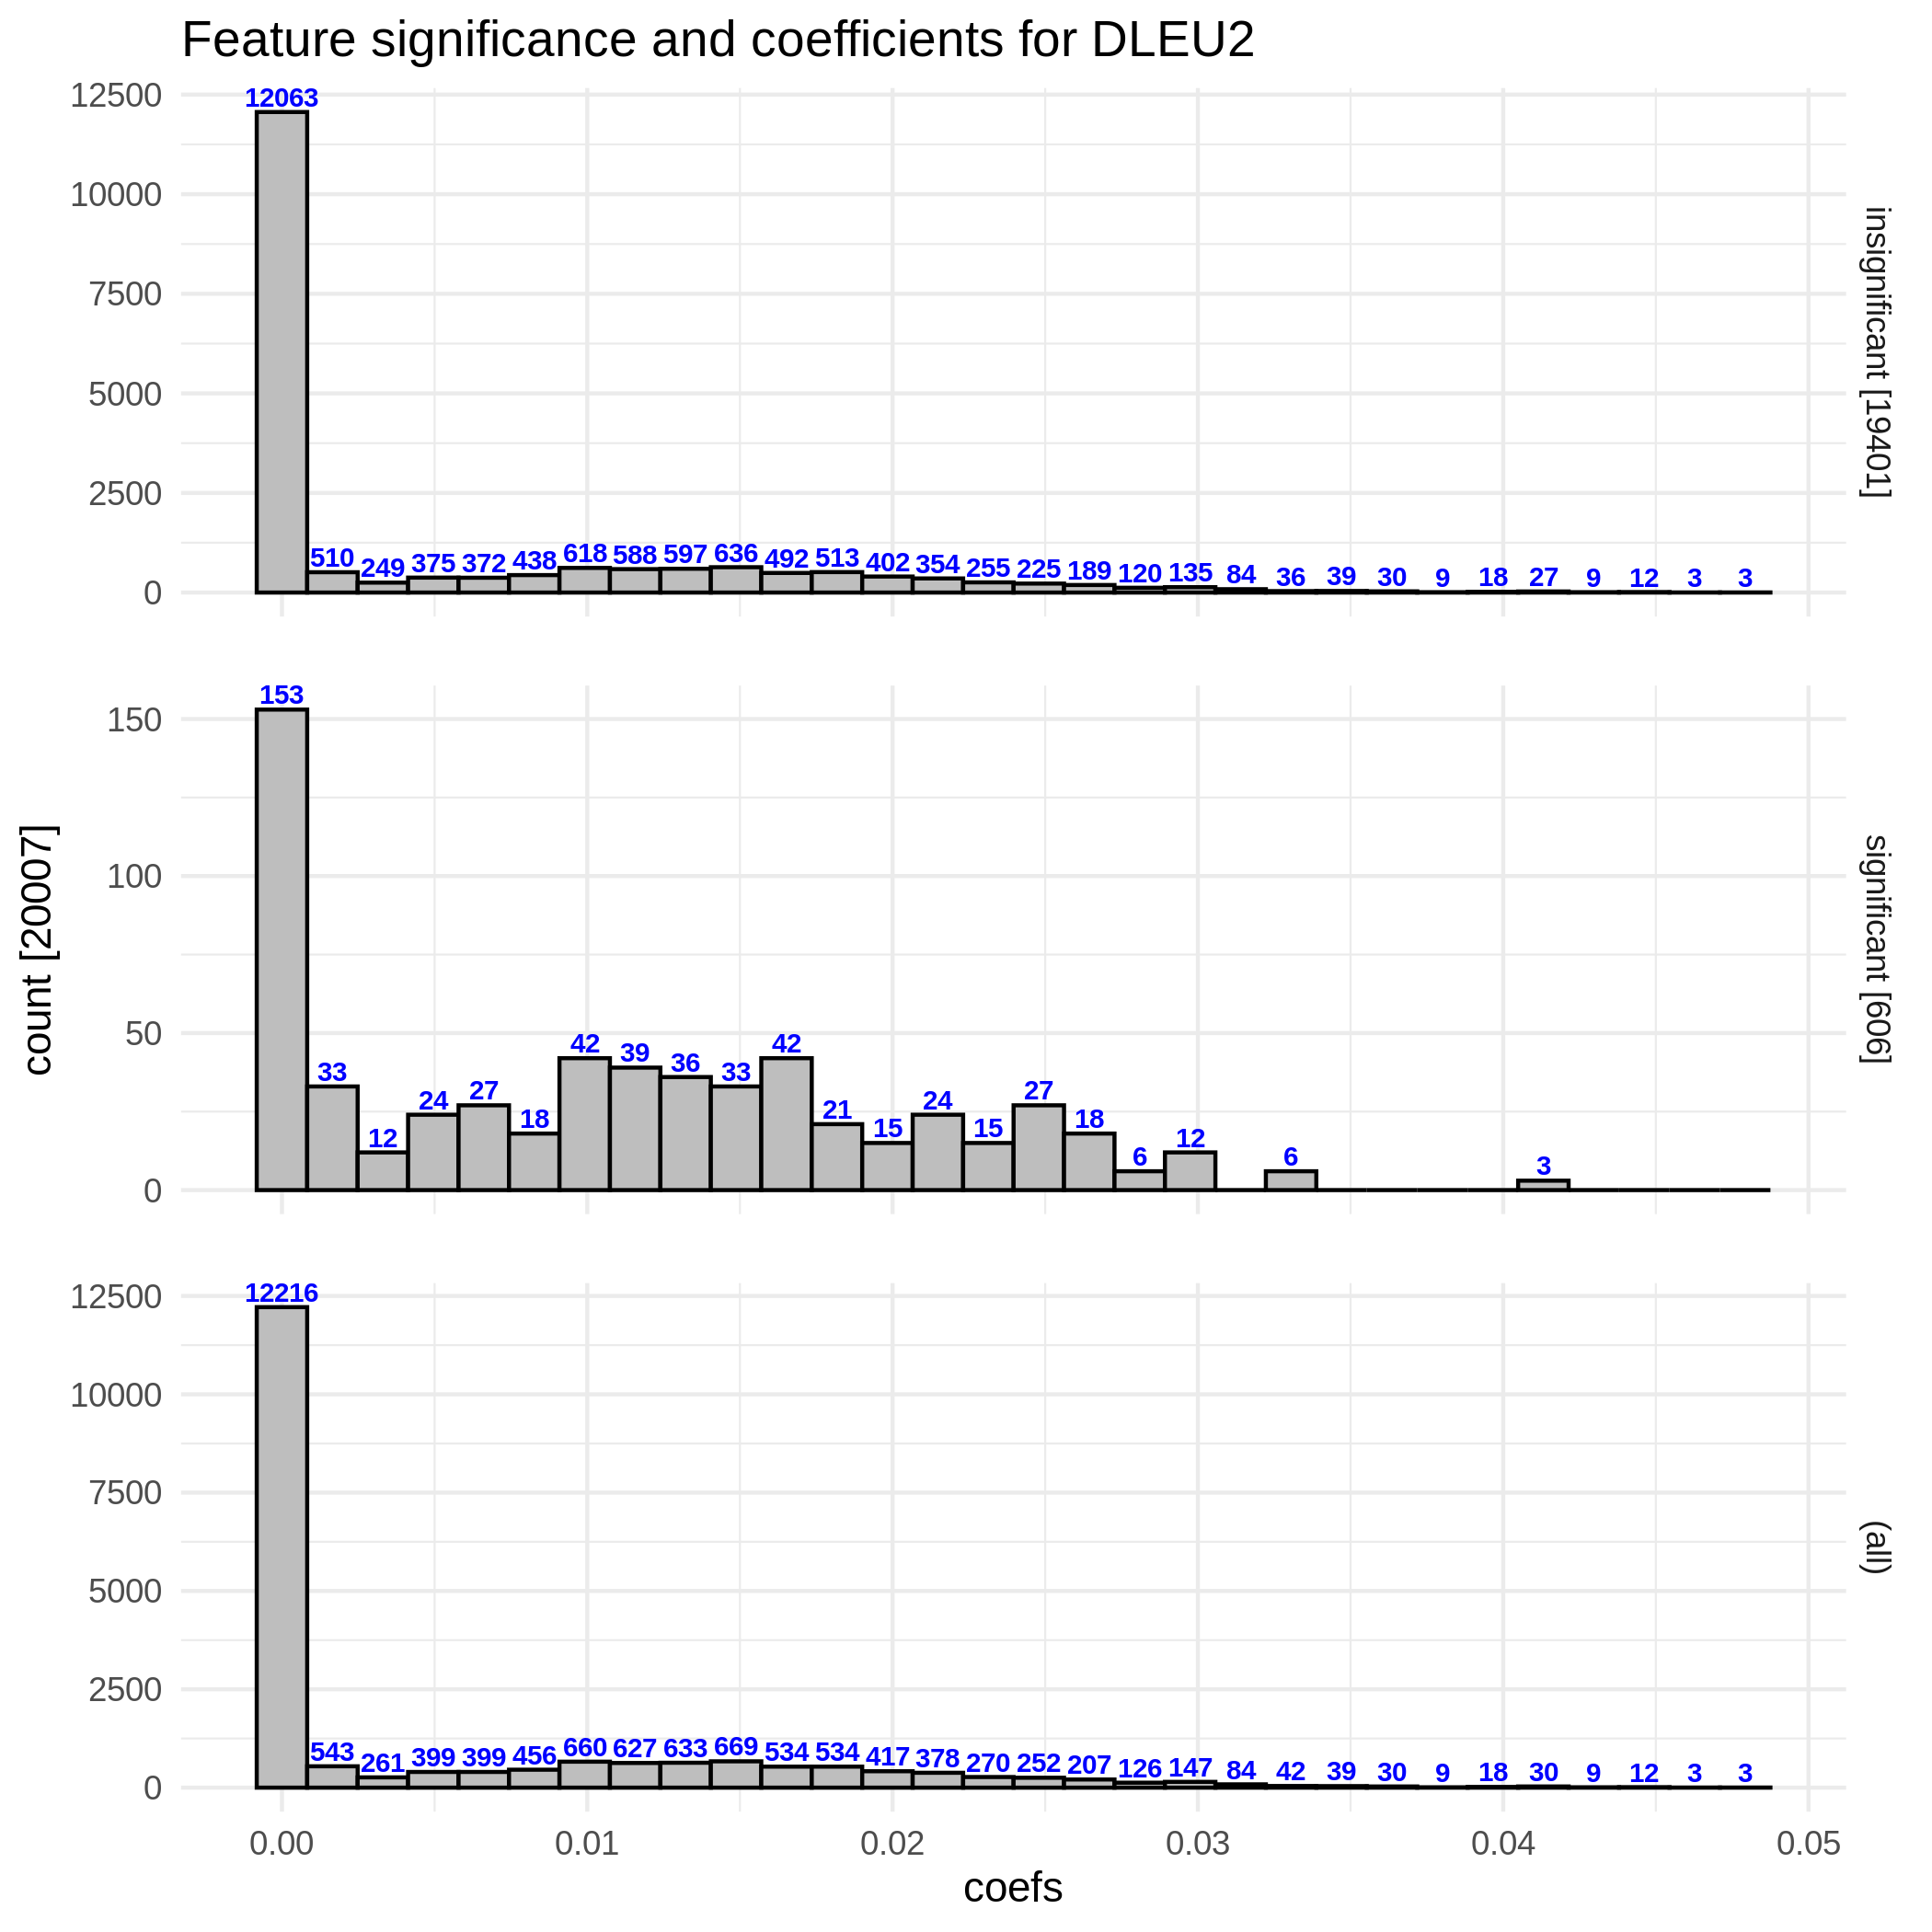 Feature significance and coefficients for DLEU2
12500
10000
7500
5000
2500
0
12063
510 249 375 372 438 618 588 597 636 492 513 402 354 255 225 189 120 135 84 36 39 30 9 18 27 9 12 3 3
insignificant [19401]
count [20007]
150
100
50
0
153 33 12 24 27 18 42 39 36 33 42 21 15 24 15 27 18 6 12 6 3
significant [606]
12500
10000
7500
5000
2500
0
12216
543 261 399 399 456 660 627 633 669 534 534 417 378 270 252 207 126 147 84 42 39 30 9 18 30 9 12 3 3
(all)
0.00 0.01 0.02 0.03 0.04 0.05
coefs